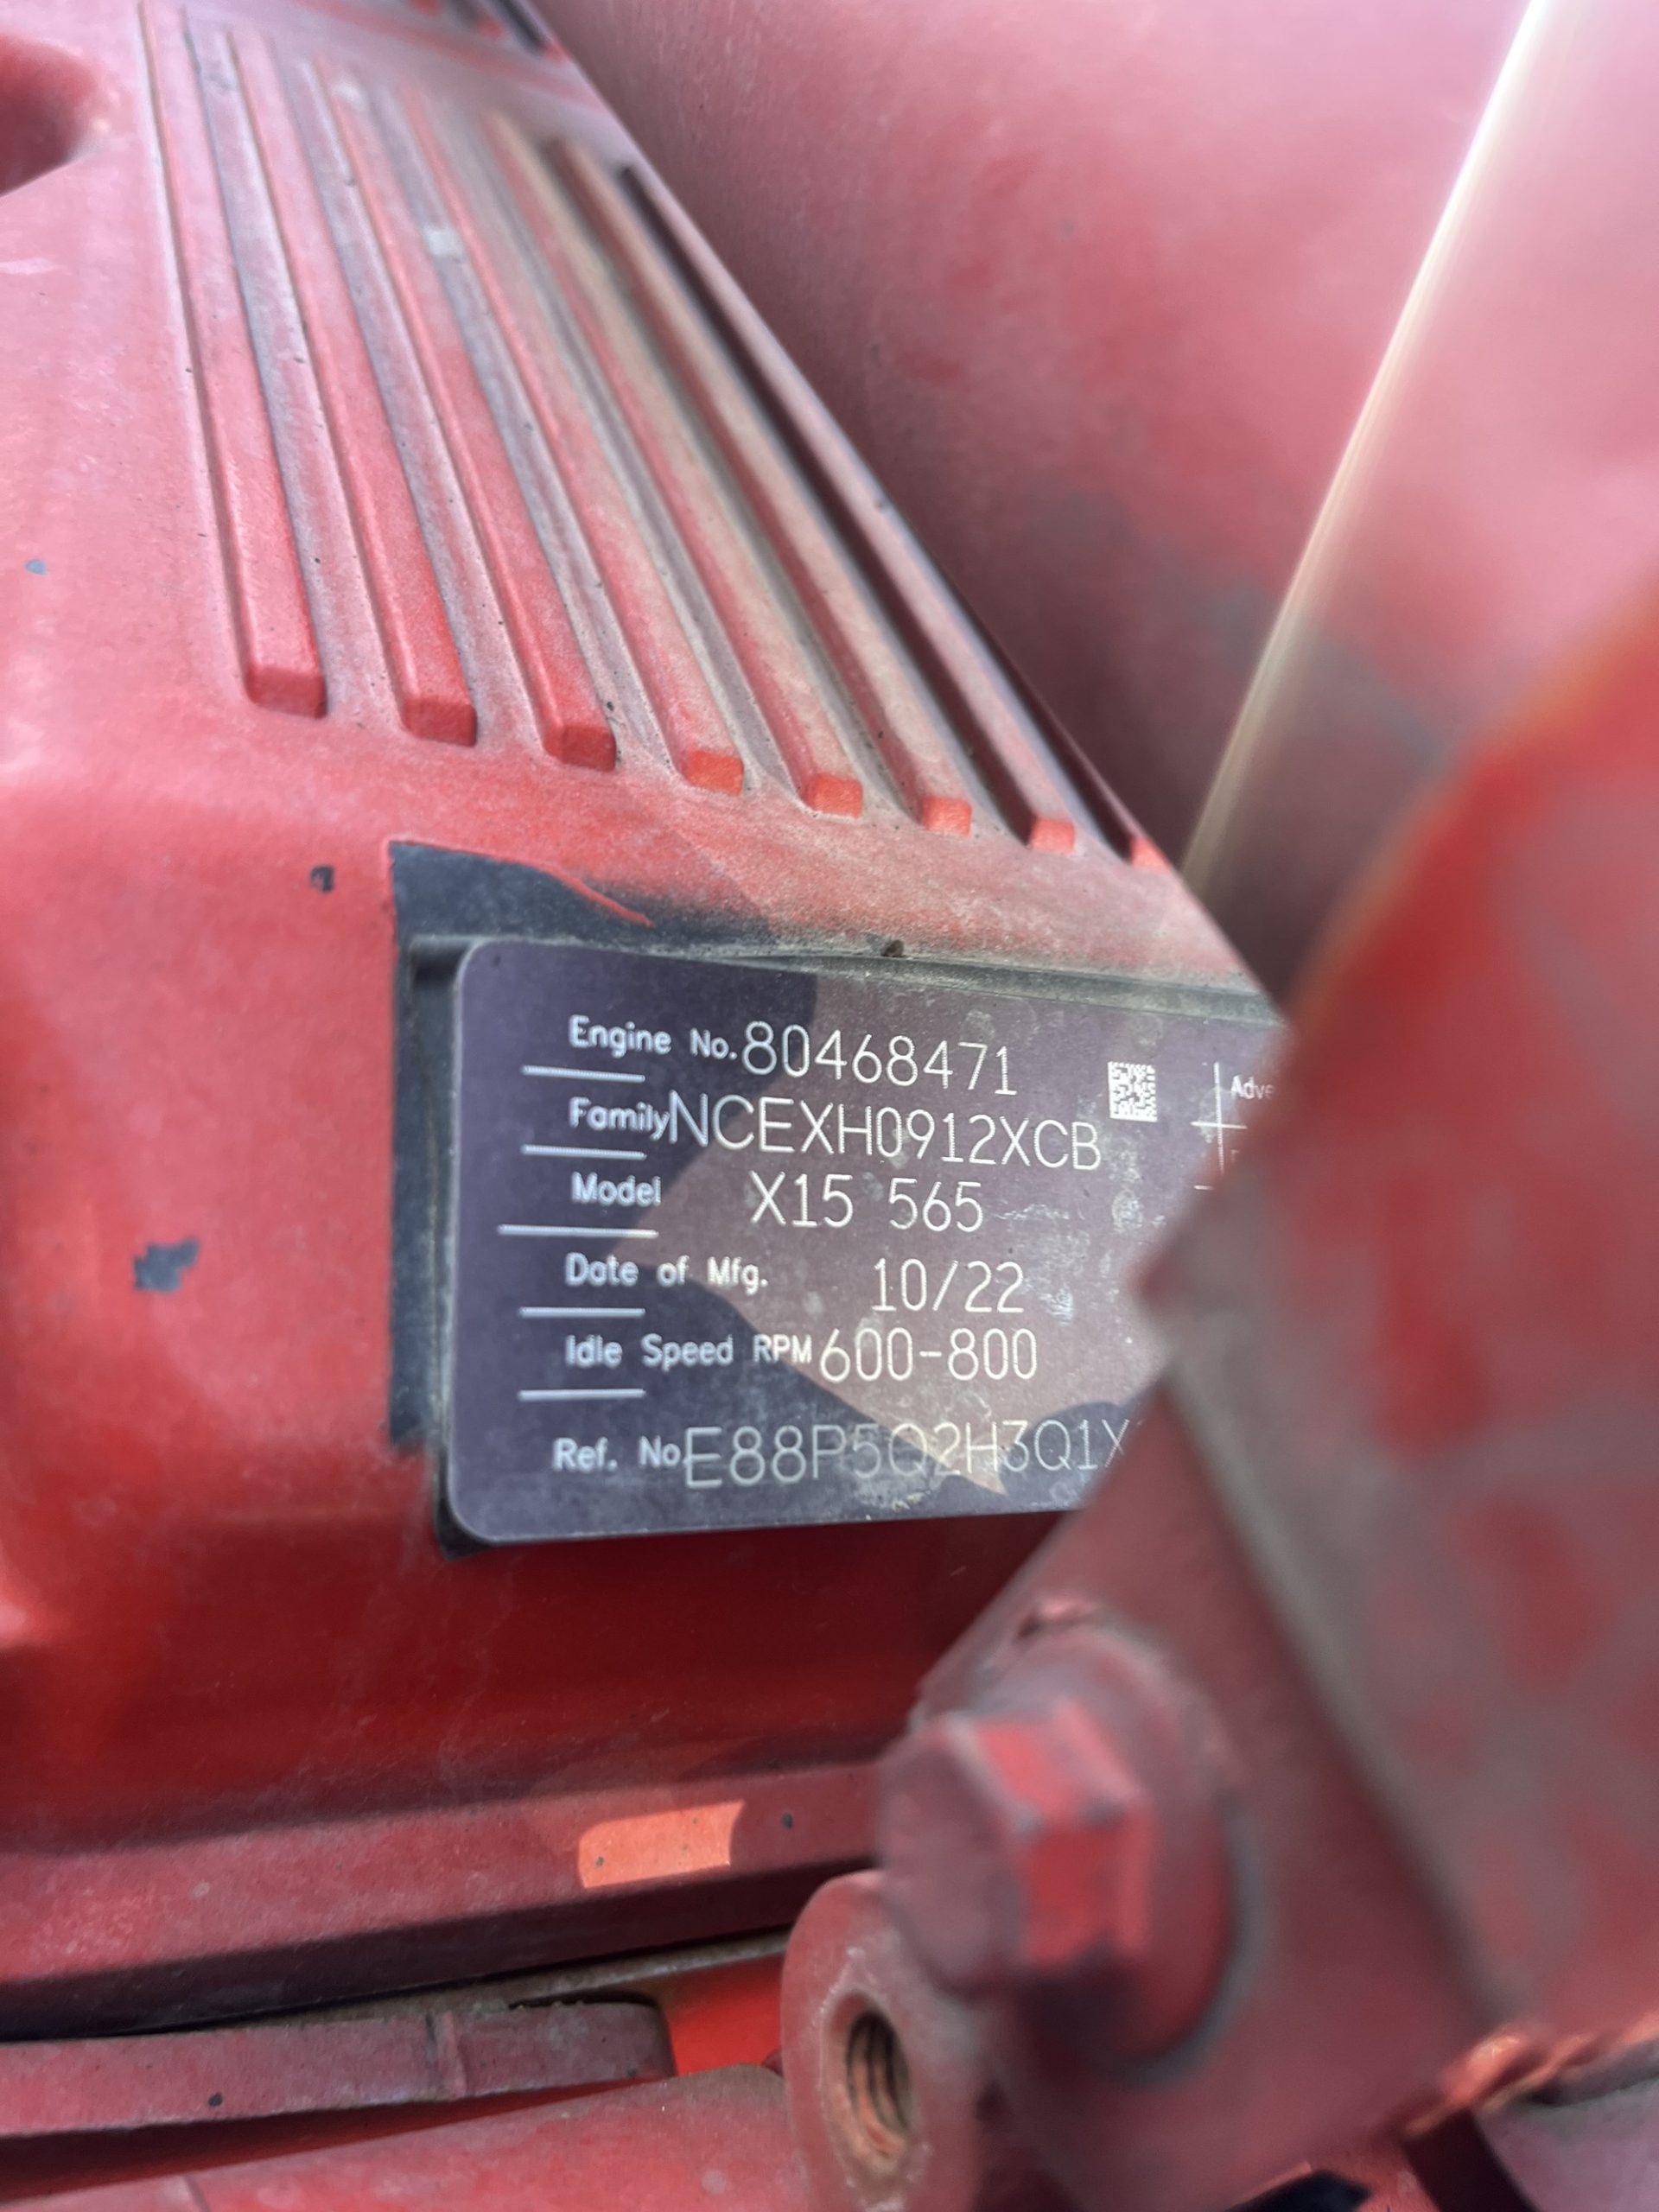 Engine No. 80468471
Family NCEXH0912XCB
Model X15 565
Date of Mfg. 10/22
Idle Speed RPM 600-800
Ref. No E88P5Q2H3Q1X
Adve